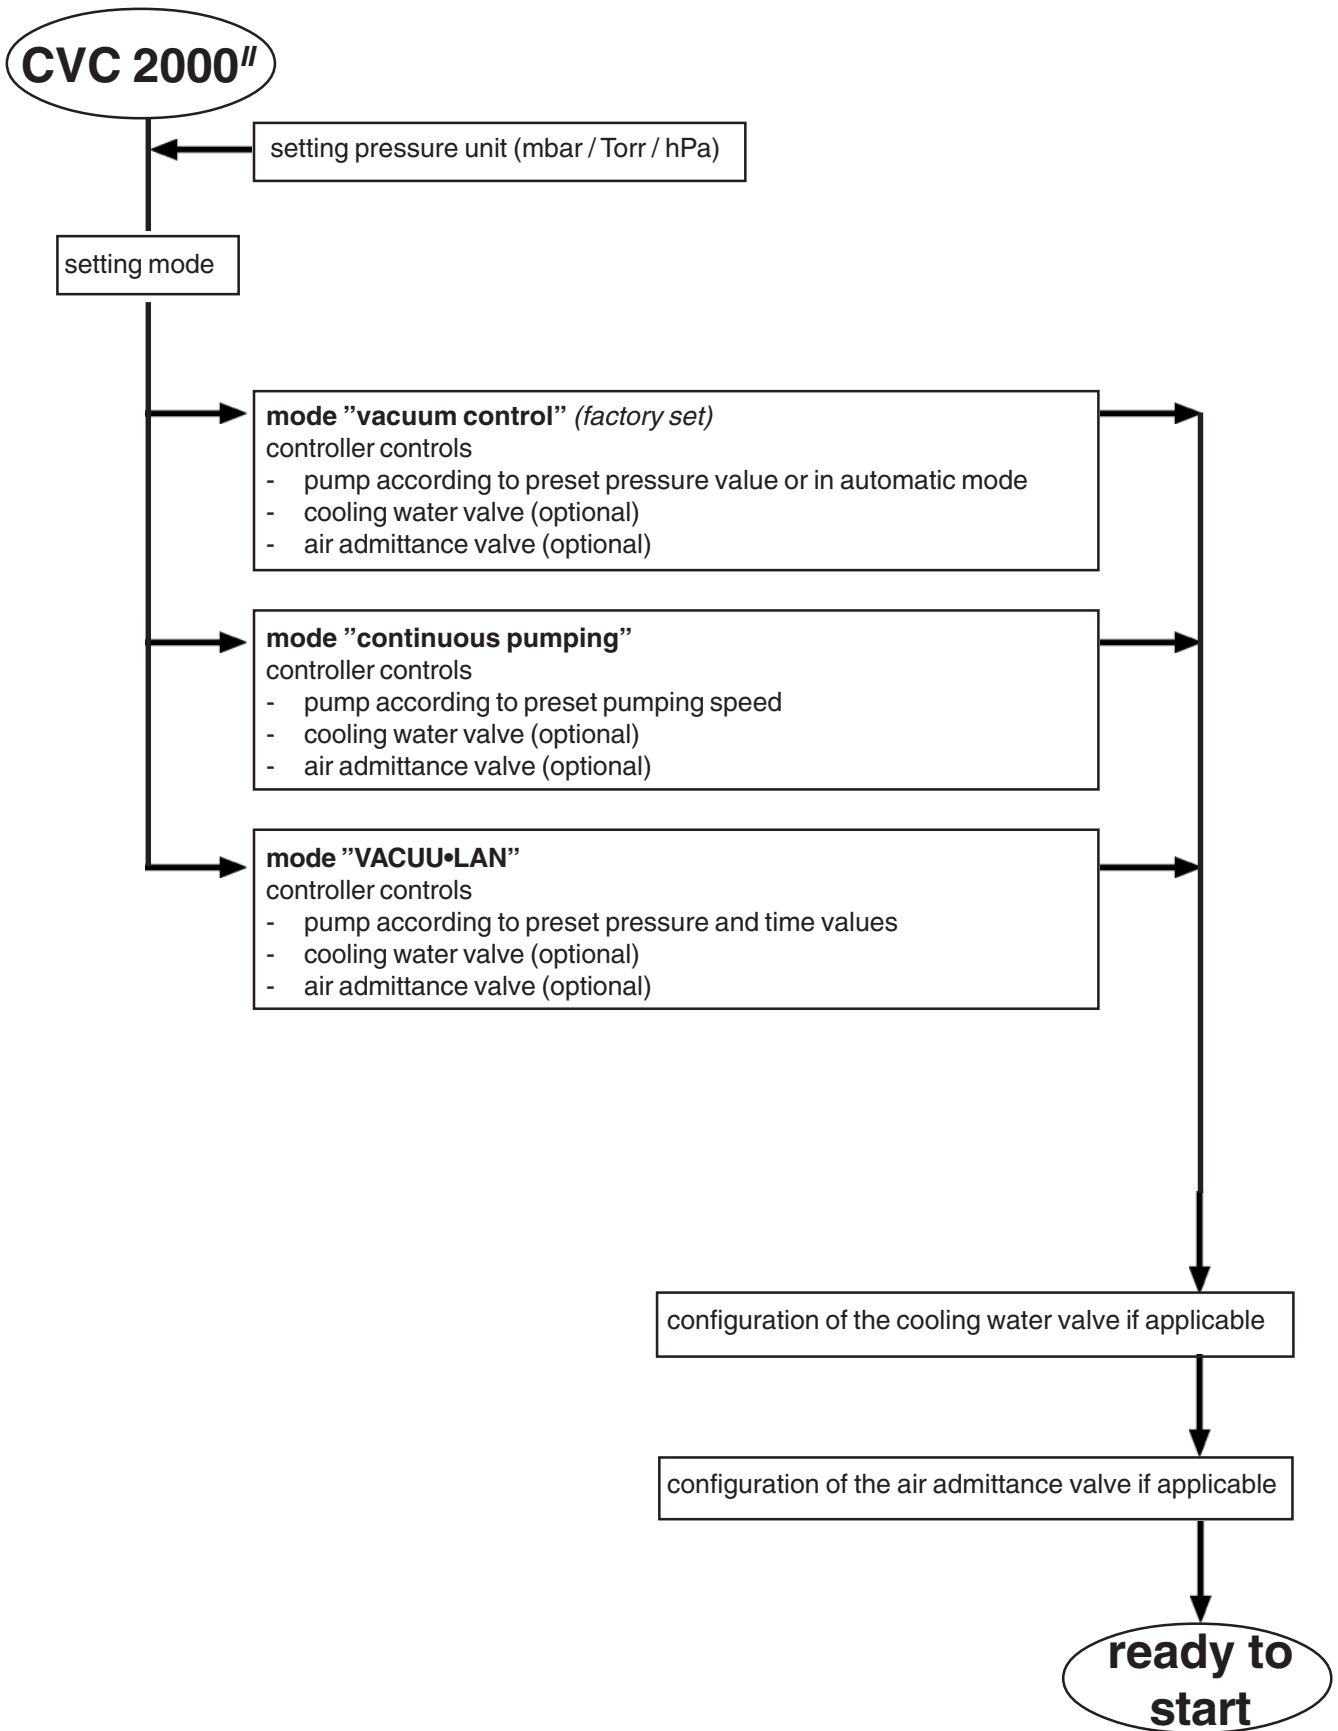 CVC 2000II
setting pressure unit (mbar / Torr / hPa)
setting mode
mode ”vacuum control” (factory set)
controller controls
- pump according to preset pressure value or in automatic mode
- cooling water valve (optional)
- air admittance valve (optional)
mode ”continuous pumping”
controller controls
- pump according to preset pumping speed
- cooling water valve (optional)
- air admittance valve (optional)
mode ”VACUU•LAN”
controller controls
- pump according to preset pressure and time values
- cooling water valve (optional)
- air admittance valve (optional)
configuration of the cooling water valve if applicable
configuration of the air admittance valve if applicable
ready to
start